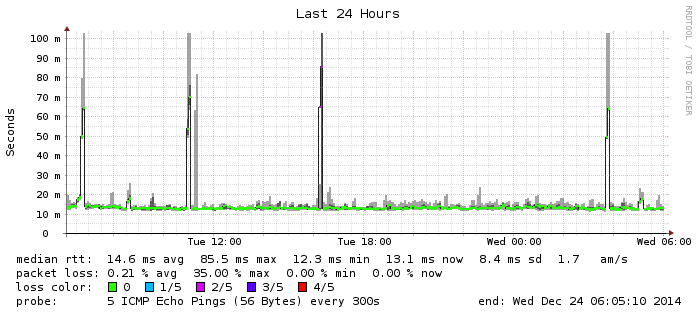 Last 24 Hours
RRDTOOL / TOBI OETIKER
Seconds
100 m
90 m
80 m
70 m
60 m
50 m
40 m
30 m
20 m
10 m
0
Tue 12:00 Tue 18:00 Wed 00:00 Wed 06:00
median rtt: 14.6 ms avg 85.5 ms max 12.3 ms min 13.1 ms now 8.4 ms sd 1.7 am/s
packet loss: 0.21 % avg 35.00 % max 0.00 % min 0.00 % now
loss color: 0 1/5 2/5 3/5 4/5
probe: 5 ICMP Echo Pings (56 Bytes) every 300s end: Wed Dec 24 06:05:10 2014